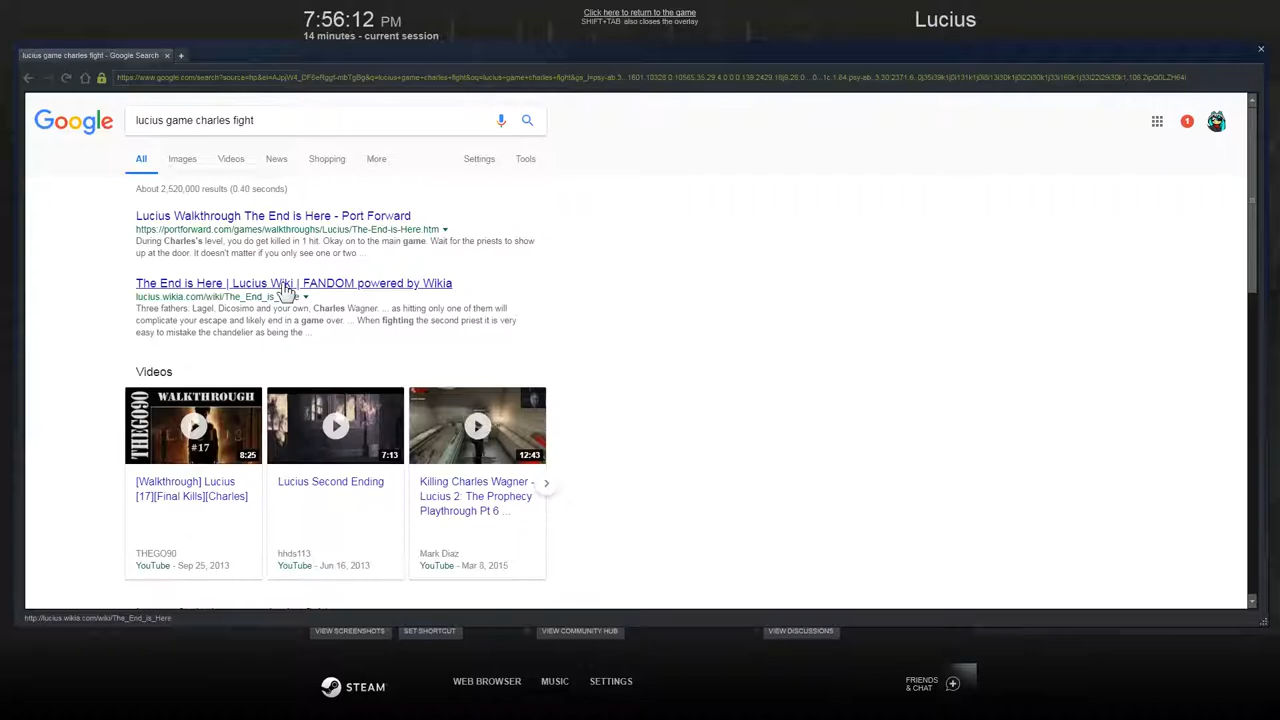 7:56:12 PM
14 minutes - current session
Click here to return to the game
SHIFT+TAB also closes the overlay
Lucius
lucius game charles fight - Google Search
Google
lucius game charles fight
1
All
Images
Videos
News
Shopping
More
Settings
Tools
About 2,520,000 results (0.40 seconds)
Lucius Walkthrough The End is Here - Port Forward
https://portforward.com/games/walkthroughs/Lucius/The-End-is-Here.htm
During Charles's level, you do get killed in 1 hit. Okay on to the main game. Wait for the priests to show
up at the door. It doesn't matter if you only see one or two ...
The End is Here | Lucius Wiki | FANDOM powered by Wikia
lucius.wikia.com/wiki/The_End_is_
Three fathers. Lagel, Dicosimo and your own, Charles Wagner. ... as hitting only one of them will
complicate your escape and likely end in a game over. ... When fighting the second priest it is very
easy to mistake the chandelier as being the ...
Videos
THEGO90
WALKTHROUGH
LUCIUS
#17
8:25
7:13
12:43
[Walkthrough] Lucius
[17][Final Kills][Charles]
Lucius Second Ending
Killing Charles Wagner -
Lucius 2: The Prophecy
Playthrough Pt 6 ...
THEGO90
YouTube - Sep 25, 2013
hhds113
YouTube - Jun 16, 2013
Mark Diaz
YouTube - Mar 8, 2015
http://lucius.wikia.com/wiki/The_End_is_Here
VIEW SCREENSHOTS
SET SHORTCUT
VIEW COMMUNITY HUB
VIEW DISCUSSIONS
STEAM
WEB BROWSER
MUSIC
SETTINGS
FRIENDS
& CHAT